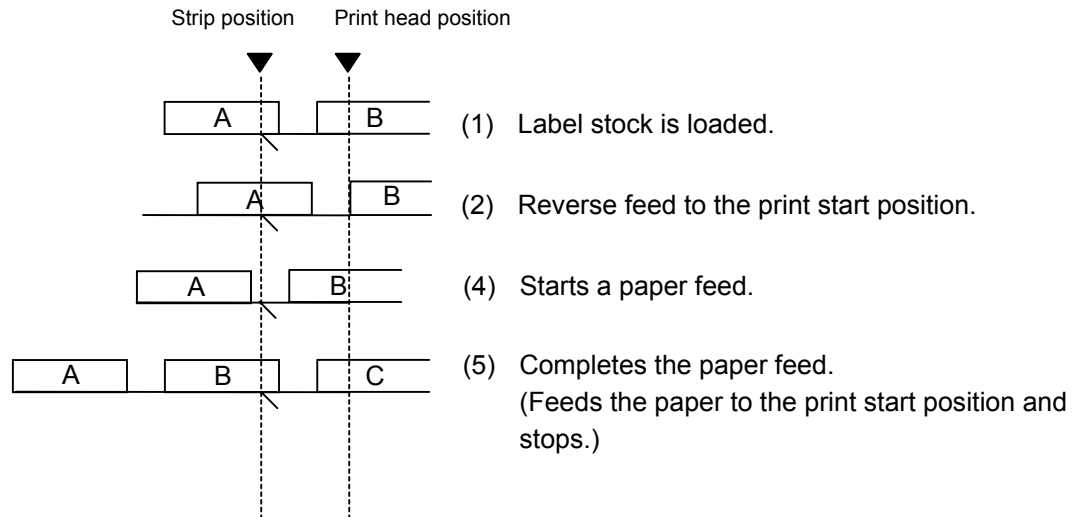 Strip position Print head position
A B (1) Label stock is loaded.
A B (2) Reverse feed to the print start position.
A B (4) Starts a paper feed.
A B C (5) Completes the paper feed.
(Feeds the paper to the print start position and
stops.)